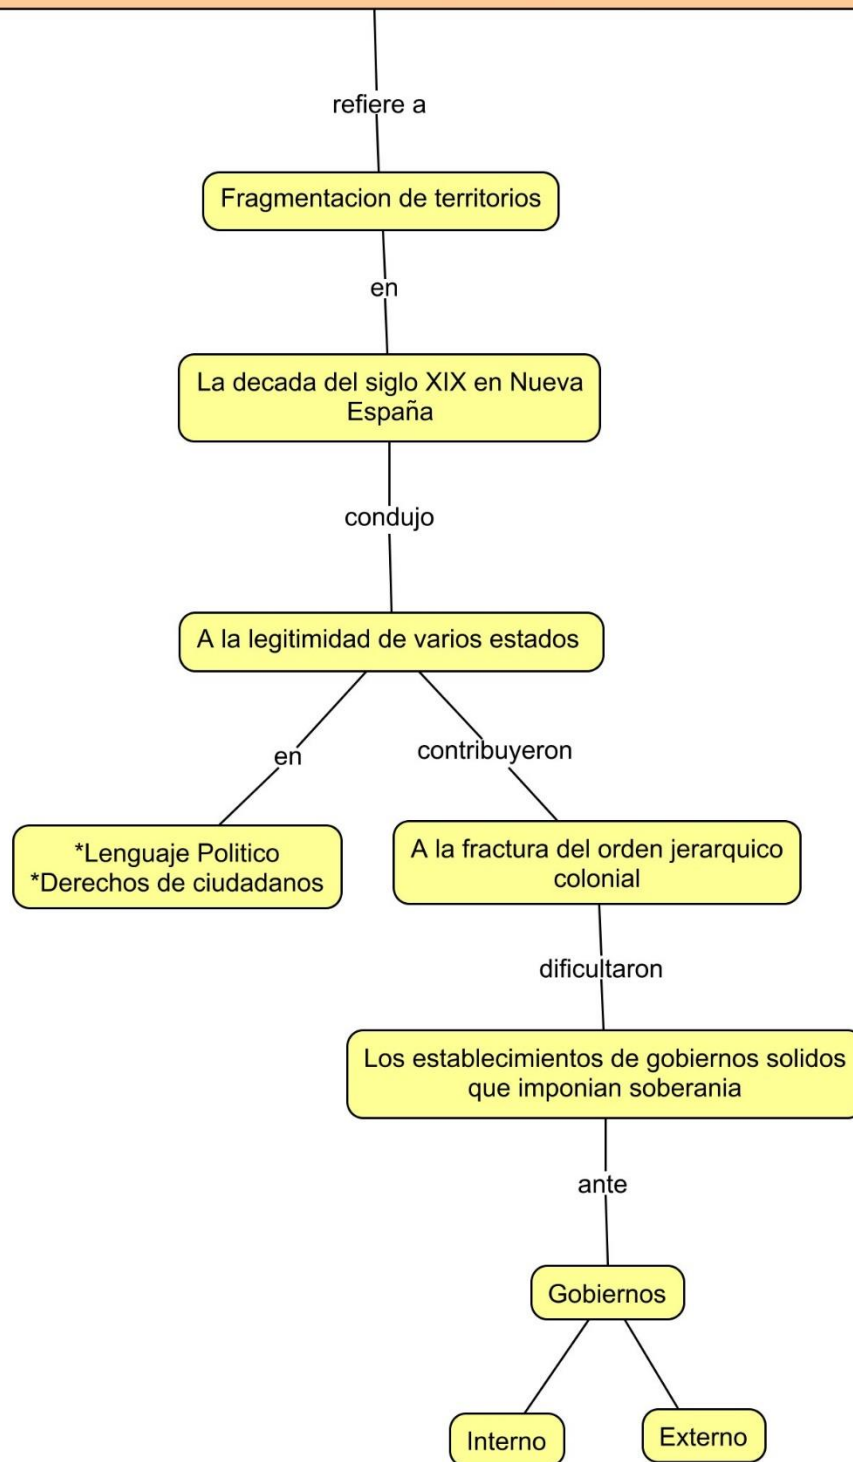 refiere a
Fragmentacion de territorios
en
La decada del siglo XIX en Nueva
España
condujo
A la legitimidad de varios estados
en
contribuyeron
*Lenguaje Politico
*Derechos de ciudadanos
A la fractura del orden jerarquico
colonial
dificultaron
Los establecimientos de gobiernos solidos
que imponian soberania
ante
Gobiernos
Interno
Externo